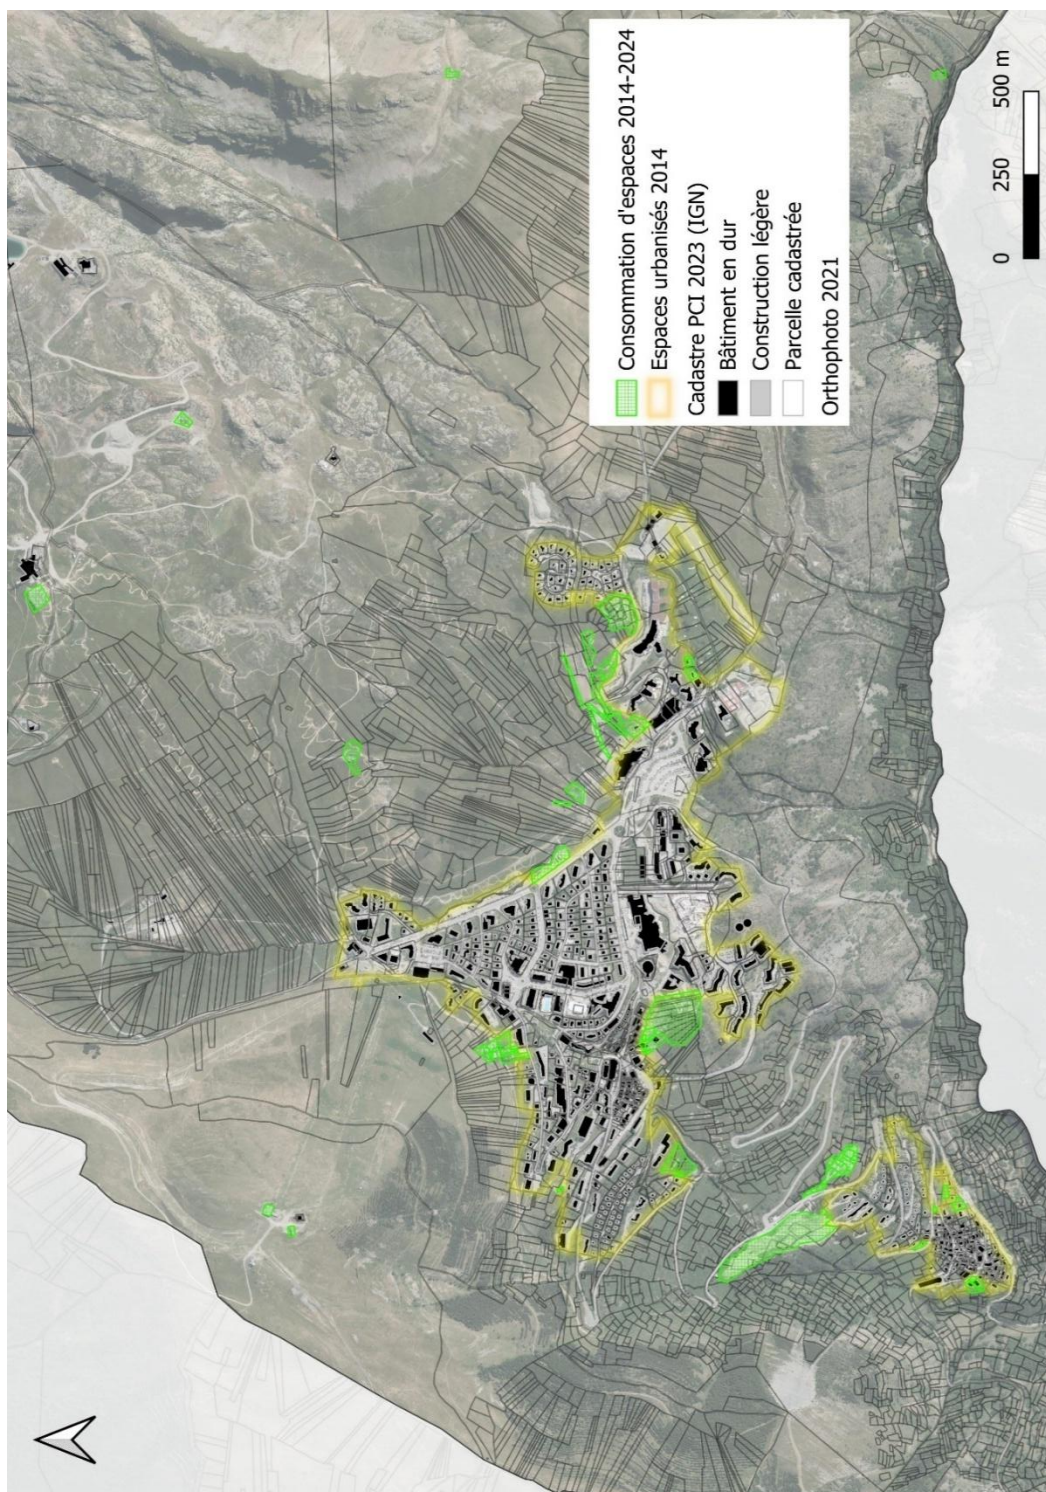 Consommation d'espaces 2014-2024
Espaces urbanisés 2014
Cadastre PCI 2023 (IGN)
Bâtiment en dur
Construction légère
Parcelle cadastrée
Orthophoto 2021
0 250 500 m